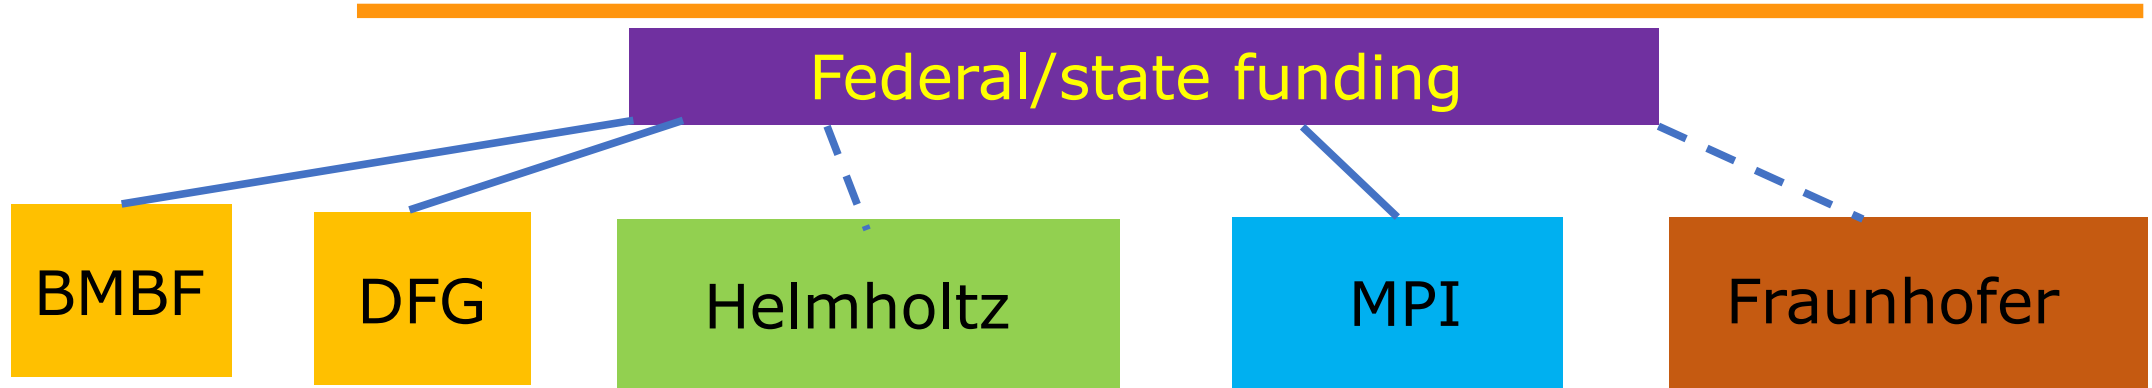 Federal/state funding
BMBF
DFG
Helmholtz
MPI
Fraunhofer